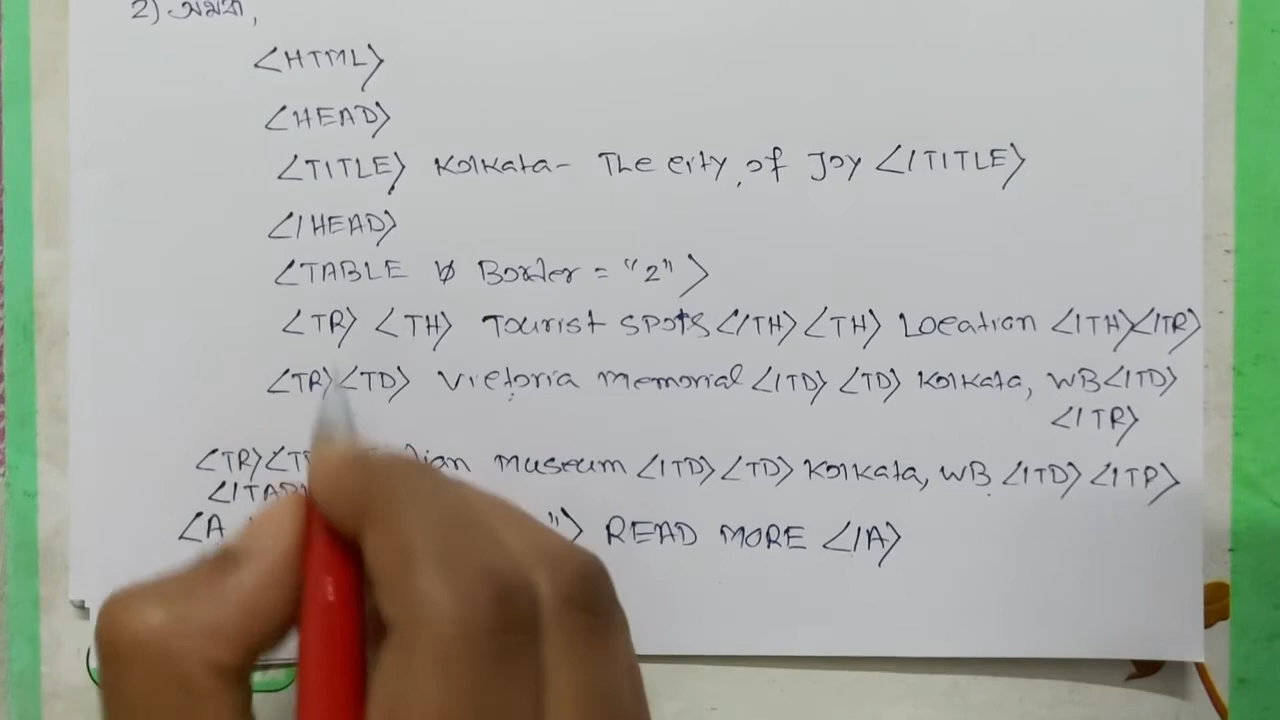 2) অথবা,
<HTML>
<HEAD>
<TITLE> Kolkata- The city of Joy </TITLE>
</HEAD>
<TABLE Border = "2">
<TR> <TH> Tourist spots </TH> <TH> Location </TH></TR>
<TR><TD> Victoria memorial </TD> <TD> Kolkata, WB</TD>
</TR>
<TR> museum </TD> <TD> Kolkata, WB </TD> </TR>
<A "> READ MORE </A>